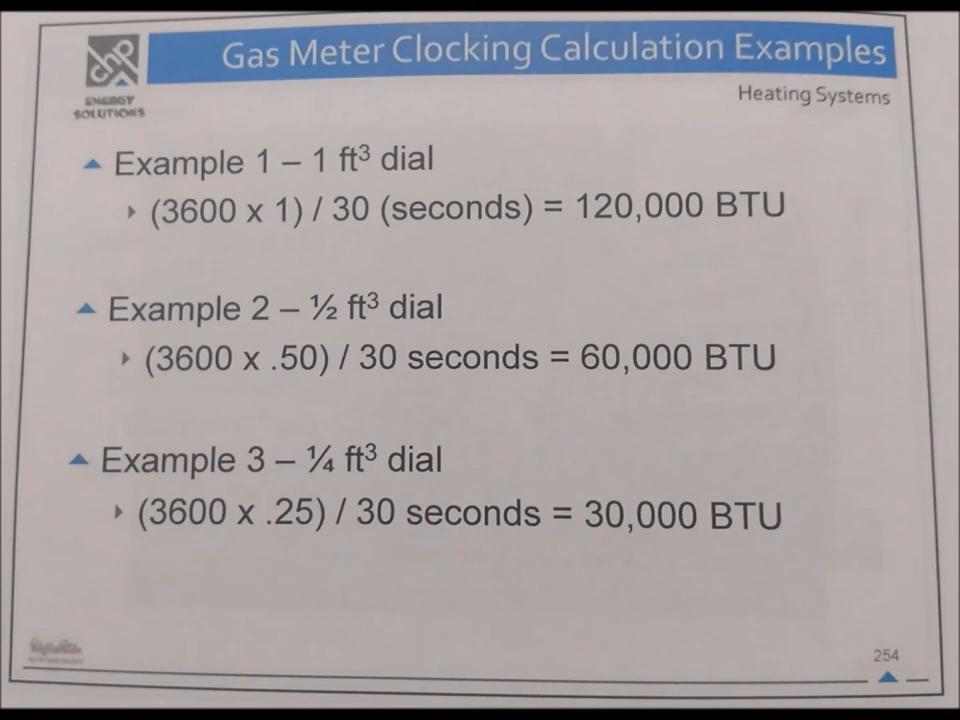 Gas Meter Clocking Calculation Examples
Heating Systems
chp
ENERGY
SOLUTIONS
Example 1 – 1 ft³ dial
(3600 x 1) / 30 (seconds) = 120,000 BTU
Example 2 – ½ ft³ dial
(3600 x .50) / 30 seconds = 60,000 BTU
Example 3 – ¼ ft³ dial
(3600 x .25) / 30 seconds = 30,000 BTU
254